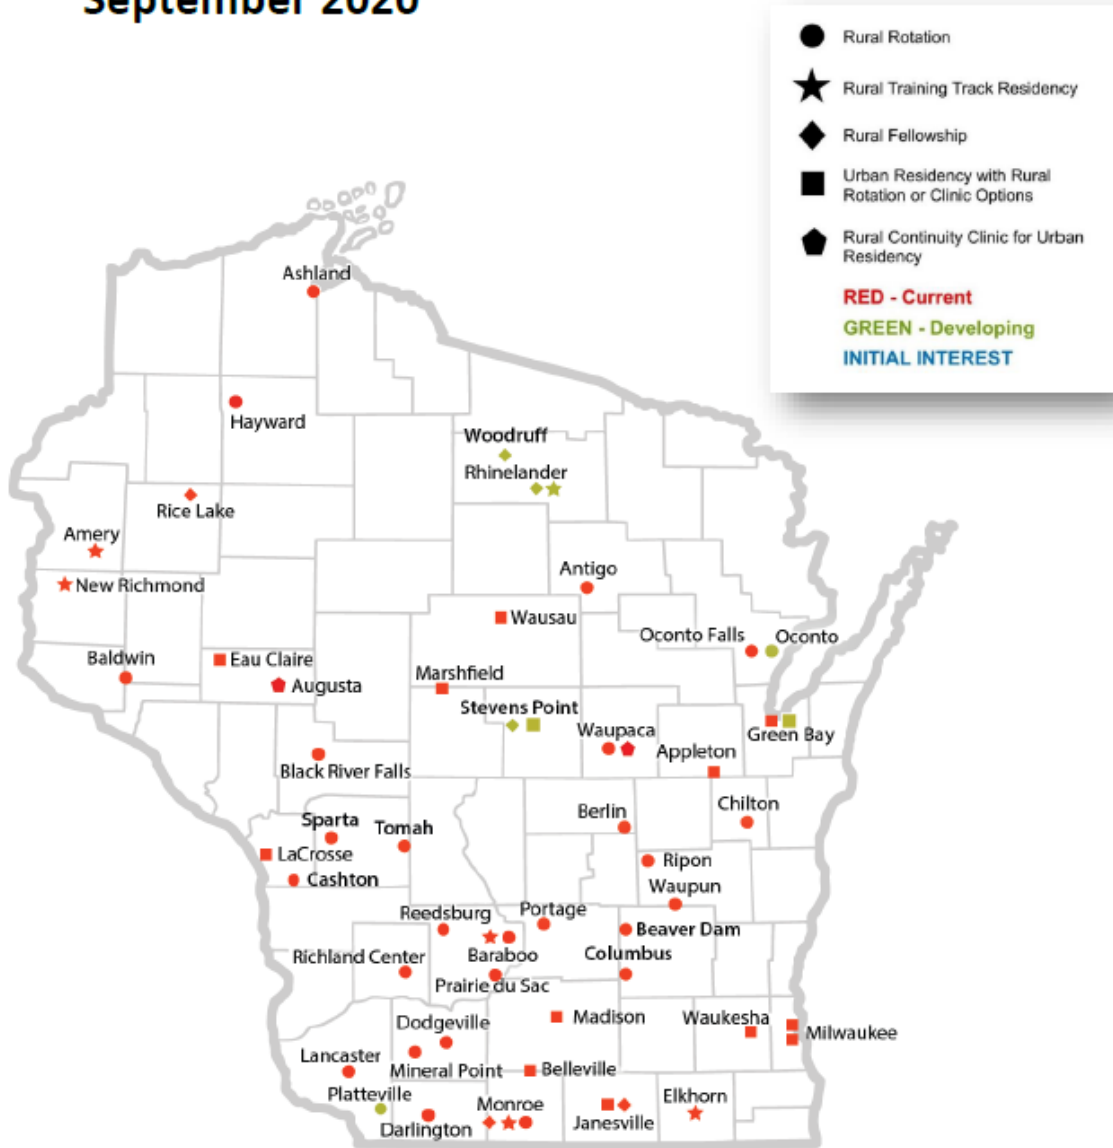 September 2020
Rural Rotation
Rural Training Track Residency
Rural Fellowship
Urban Residency with Rural
Rotation or Clinic Options
Rural Continuity Clinic for Urban
Residency
RED - Current
GREEN - Developing
INITIAL INTEREST
Ashland
Hayward
Woodruff
Rhinelander
Rice Lake
Amery
New Richmond
Antigo
Wausau
Oconto Falls
Oconto
Baldwin
Eau Claire
Augusta
Marshfield
Stevens Point
Waupaca
Green Bay
Appleton
Black River Falls
Chilton
Berlin
Sparta
Tomah
LaCrosse
Ripon
Cashton
Waupun
Reedsburg
Portage
Beaver Dam
Baraboo
Columbus
Richland Center
Prairie du Sac
Madison
Waukesha
Milwaukee
Dodgeville
Lancaster
Mineral Point
Belleville
Platteville
Monroe
Elkhorn
Janesville
Darlington